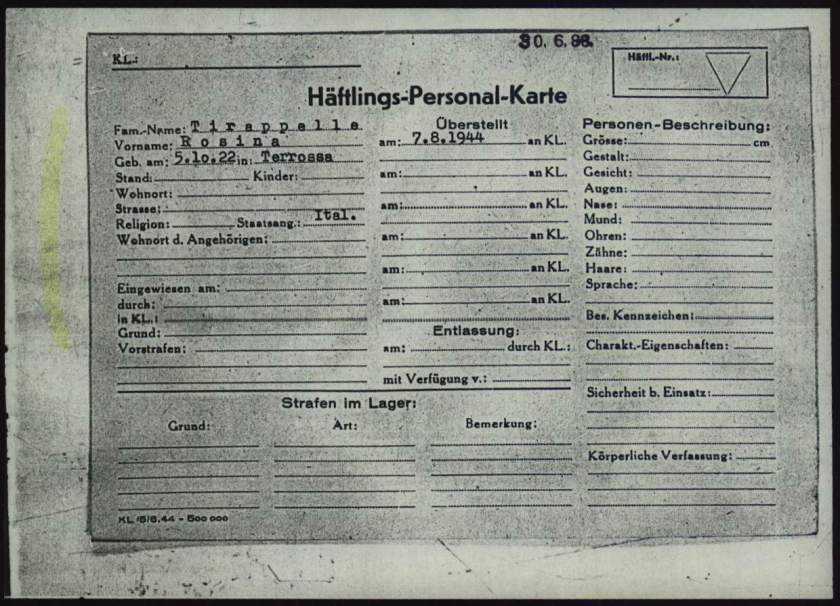 30. 6. 88.
KL.:
Häftl.-Nr.:
Häftlings-Personal-Karte
Fam.-Name: Tirappelle
Vorname: Rosina
Geb. am: 5.10.22 in: Terrossa
Stand: Kinder:
Wohnort:
Strasse:
Religion: Staatsang.: Ital.
Wohnort d. Angehörigen:
Eingewiesen am:
durch:
in KL.:
Grund:
Vorstrafen:
Überstellt
am: 7.8.1944 an KL.
am: an KL.
am: an KL.
am: an KL.
am: an KL.
am: an KL.
Entlassung:
am: durch KL.:
mit Verfügung v.:
Personen-Beschreibung:
Grösse: cm
Gestalt:
Gesicht:
Augen:
Nase:
Mund:
Ohren:
Zähne:
Haare:
Sprache:
Bes. Kennzeichen:
Charakt.-Eigenschaften:
Sicherheit b. Einsatz:
Körperliche Verfassung:
Strafen im Lager:
Grund: Art: Bemerkung:
KL/5/6.44 - 500 000